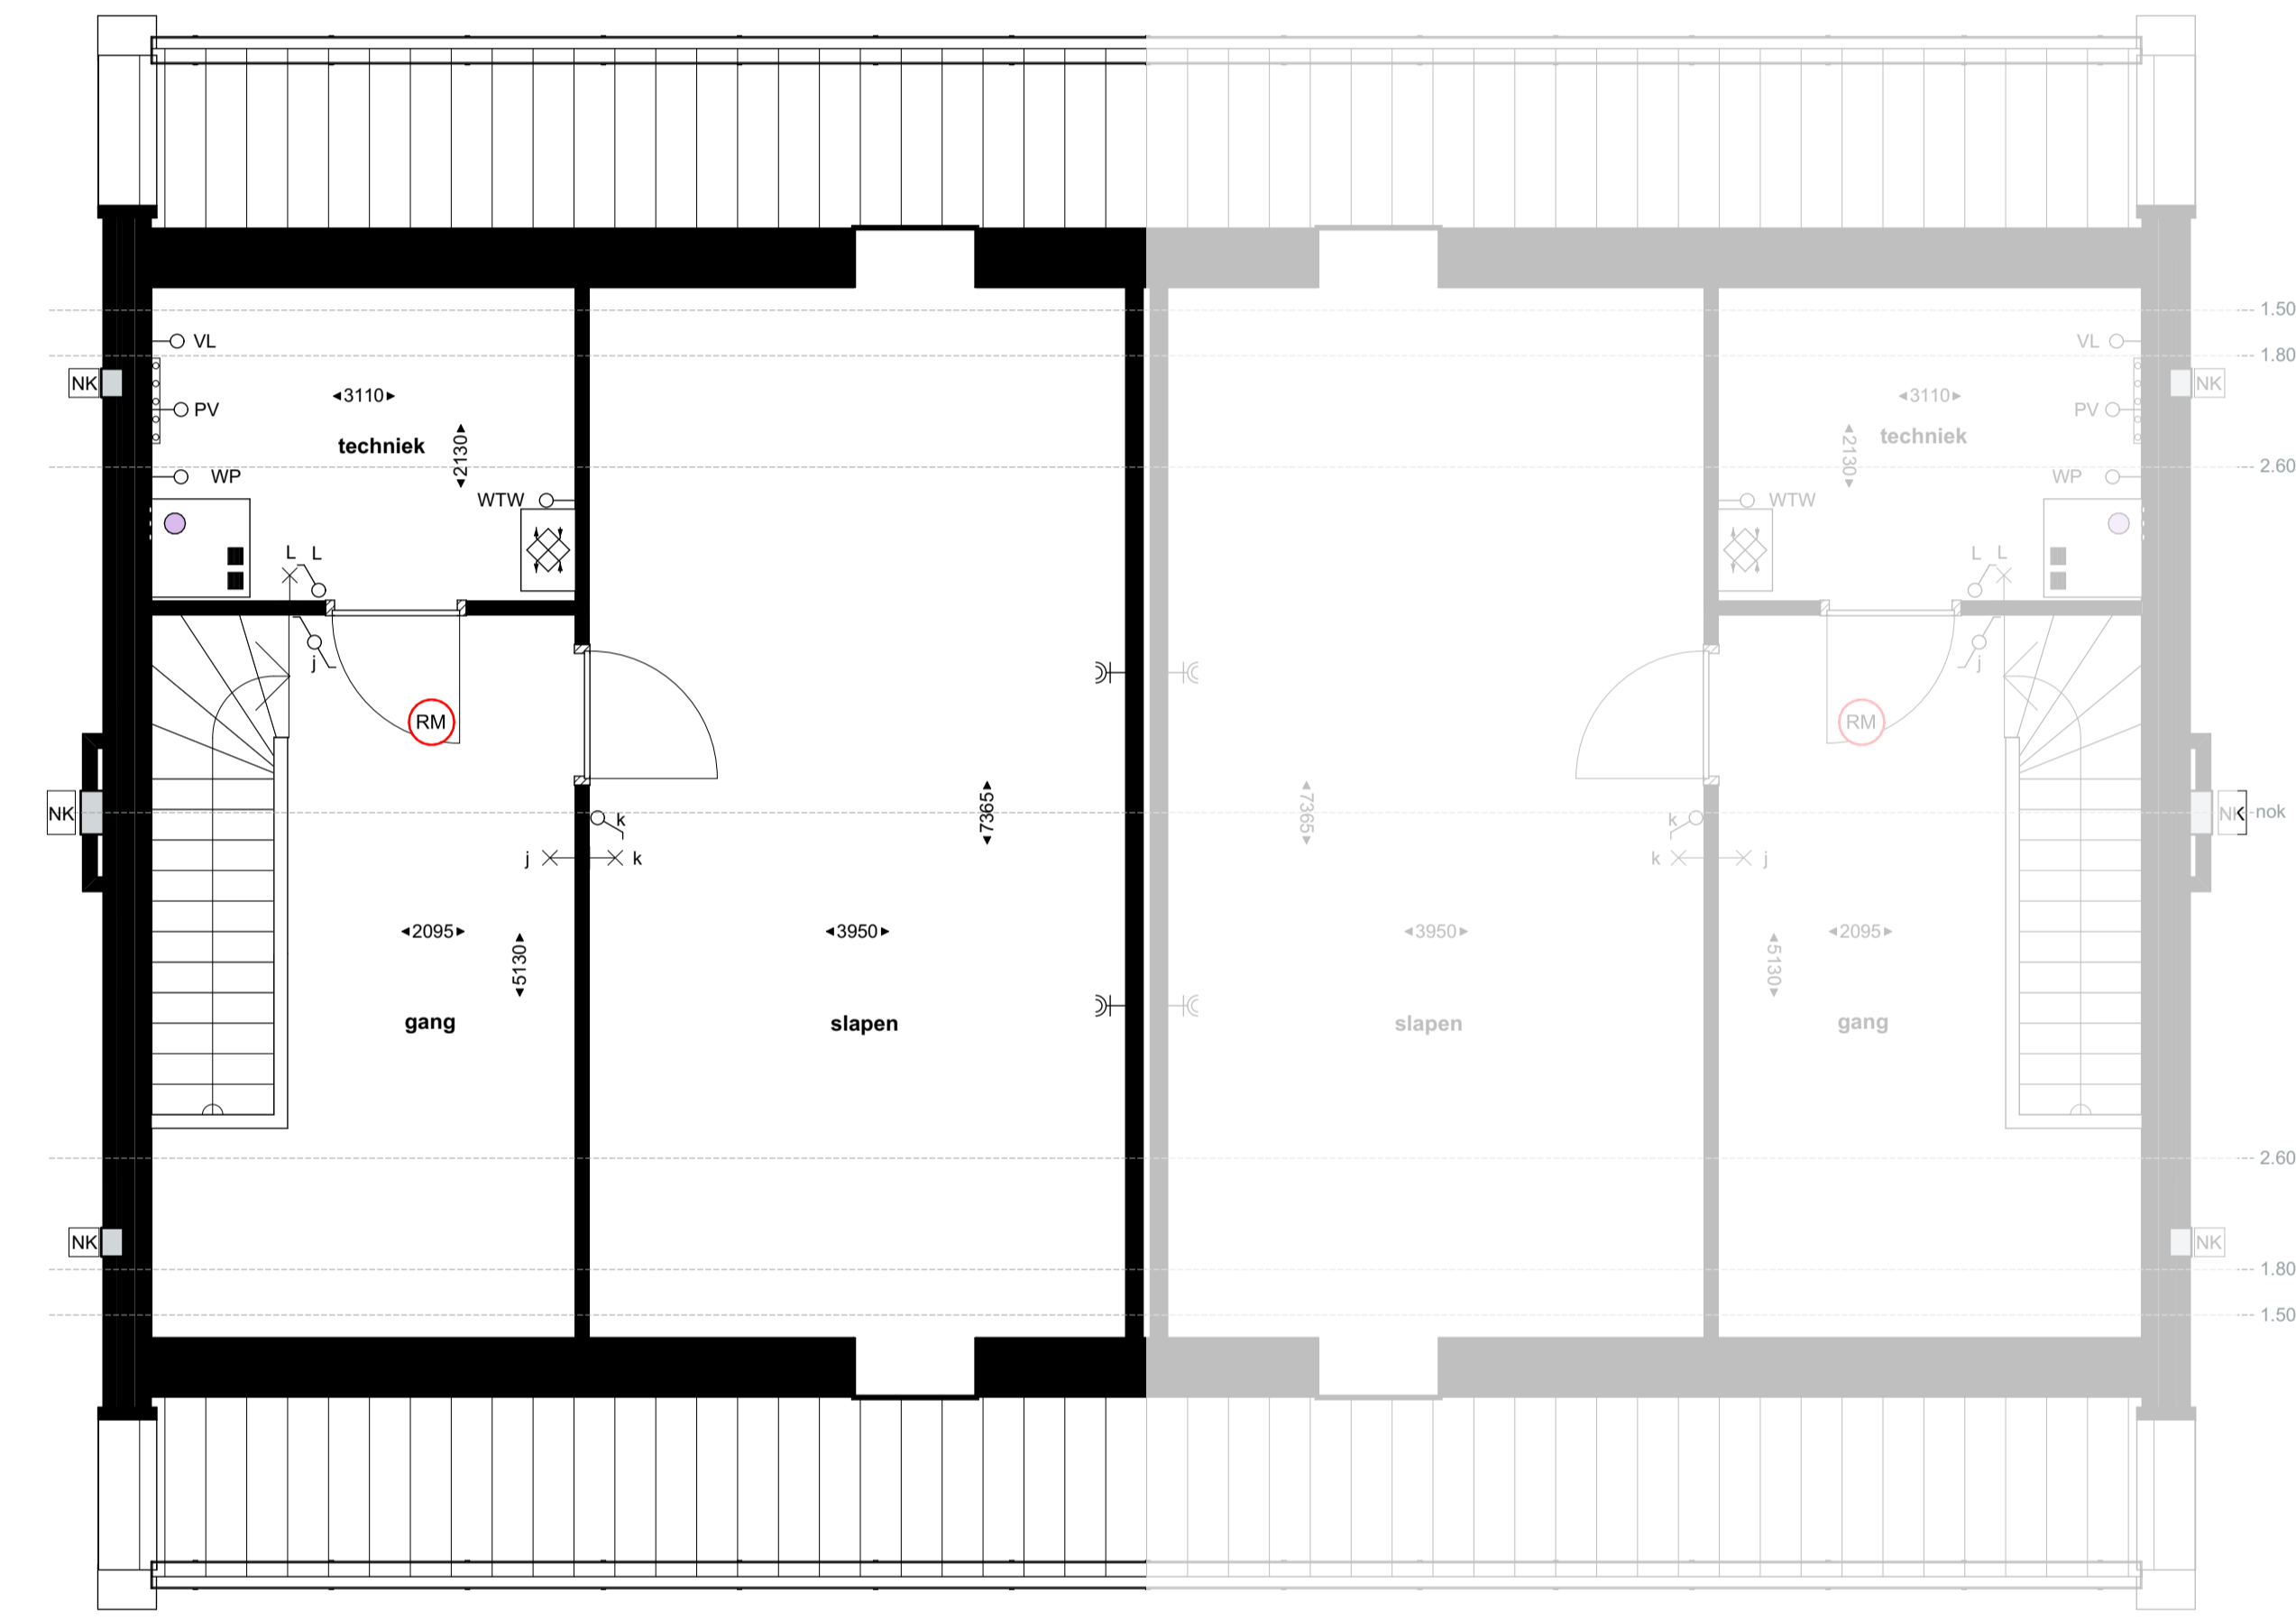 1.50
VL
VL
1.80
NK
NK
3110
3110
PV
PV
techniek
techniek
2130
2130
2.60
WP
WP
WTW
WTW
L L
L L
j
j
RM
RM
7365
7365
NK
k
k
NK
nok
j
k
k
j
2095
3950
3950
2095
5130
5130
gang
slapen
slapen
gang
2.60
NK
NK
1.80
1.50